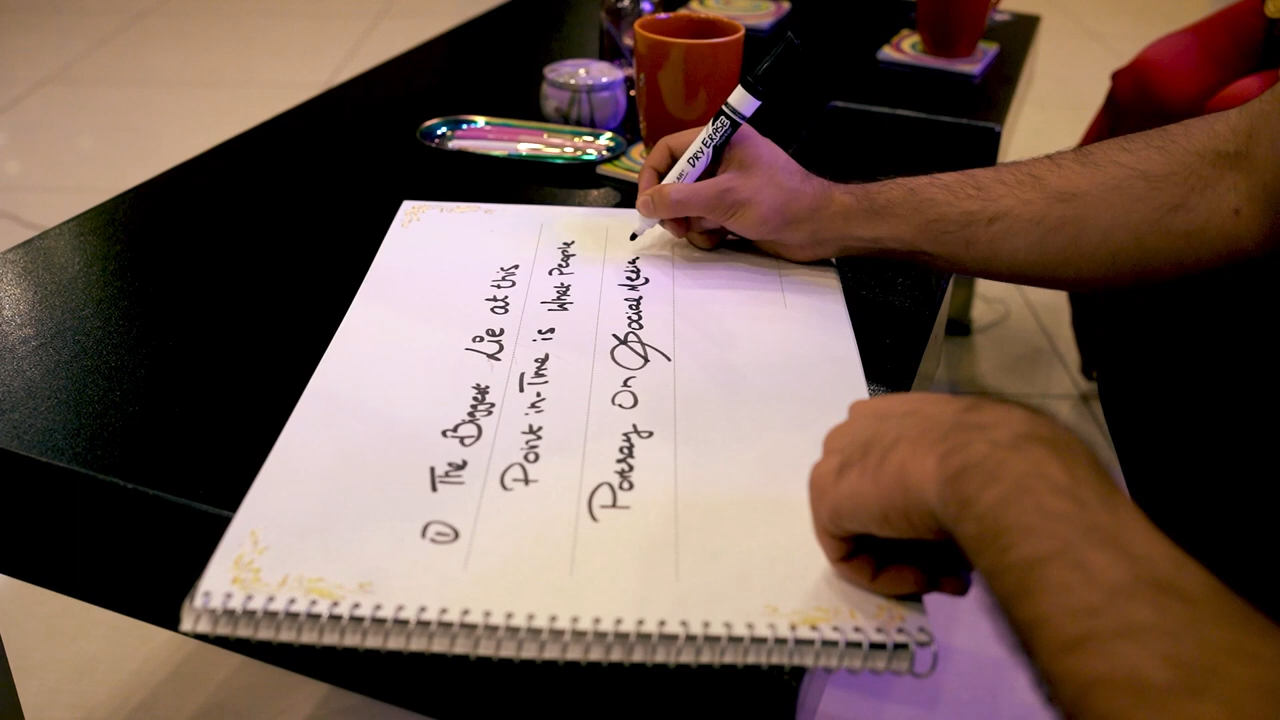 ① The Biggest Lie at this
Point in-Time is What People
Portray On Social Media
DRY ERASE